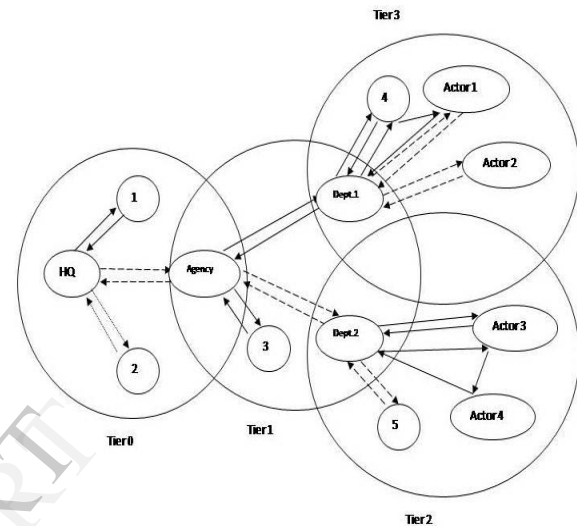 Tier3
4
Actor1
Actor2
Dept.1
1
HQ
Agency
2
3
Dept.2
Actor3
5
Actor4
Tier0
Tier1
Tier2